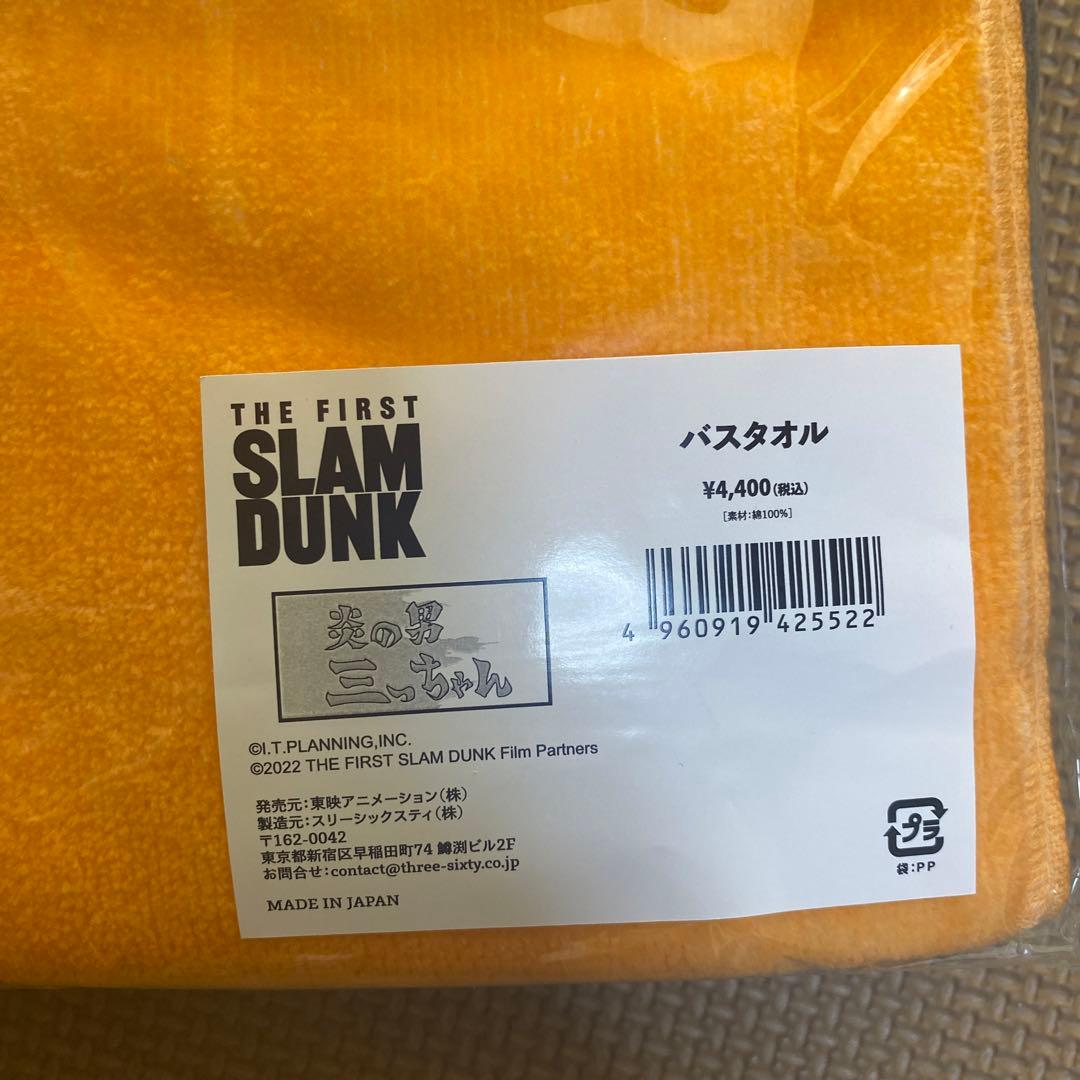 THE FIRST
SLAM
DUNK
炎の男
三っちゃん
©I.T.PLANNING,INC.
©2022 THE FIRST SLAM DUNK Film Partners
発売元:東映アニメーション(株)
製造元:スリーシックスティ(株)
〒162-0042
東京都新宿区早稲田町74 鱒渕ビル2F
お問合せ:contact@three-sixty.co.jp
MADE IN JAPAN
バスタオル
¥4,400(税込)
[素材:綿100%]
4 960919 425522
プラ
袋:PP